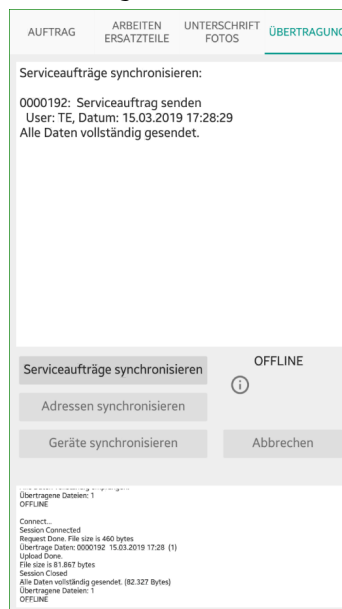 AUFTRAG
ARBEITEN
ERSATZTEILE
UNTERSCHRIFT
FOTOS
ÜBERTRAGUNG
Serviceaufträge synchronisieren:
0000192: Serviceauftrag senden
User: TE, Datum: 15.03.2019 17:28:29
Alle Daten vollständig gesendet.
Serviceaufträge synchronisieren
OFFLINE
Adressen synchronisieren
Geräte synchronisieren
Abbrechen
Übertragene Dateien: 1
OFFLINE
Connect...
Session Connected
Request Done. File size is 460 bytes
Übertrage Daten: 0000192 15.03.2019 17:28 (1)
Upload Done.
File size is 81.867 bytes
Session Closed
Alle Daten vollständig gesendet. (82.327 Bytes)
Übertragene Dateien: 1
OFFLINE